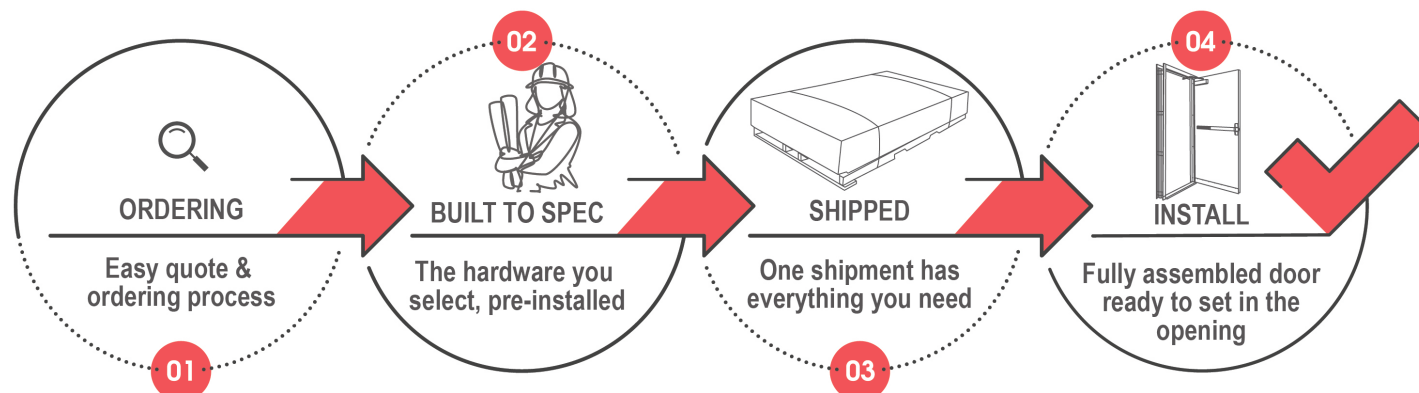 ORDERING
Easy quote &
ordering process
01
02
BUILT TO SPEC
The hardware you
select, pre-installed
SHIPPED
One shipment has
everything you need
03
04
INSTALL
Fully assembled door
ready to set in the
opening